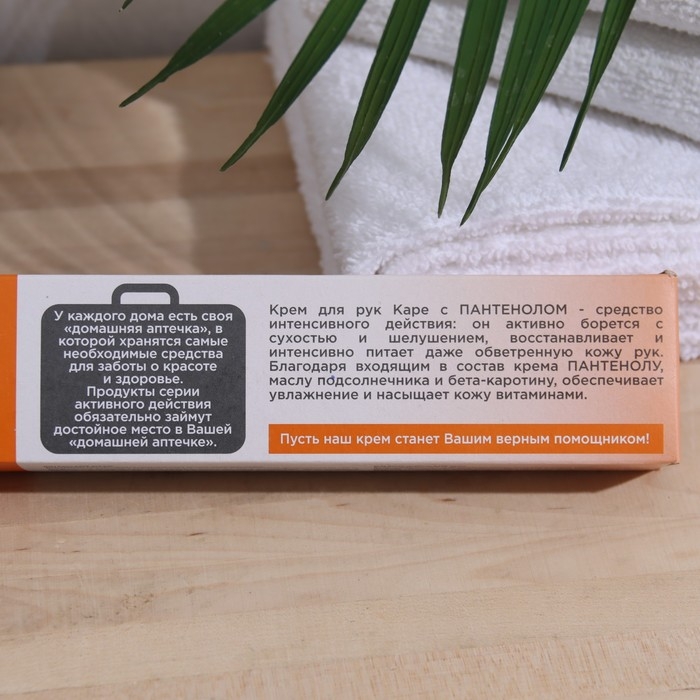 У каждого дома есть своя
«домашняя аптечка», в
которой хранятся самые
необходимые средства
для заботы о красоте
и здоровье.
Продукты серии
активного действия
обязательно займут
достойное место в Вашей
«домашней аптечке».
Крем для рук Каре с ПАНТЕНОЛОМ - средство
интенсивного действия: он активно борется с
сухостью и шелушением, восстанавливает и
интенсивно питает даже обветренную кожу рук.
Благодаря входящим в состав крема ПАНТЕНОЛУ,
маслу подсолнечника и бета-каротину, обеспечивает
увлажнение и насыщает кожу витаминами.
Пусть наш крем станет Вашим верным помощником!